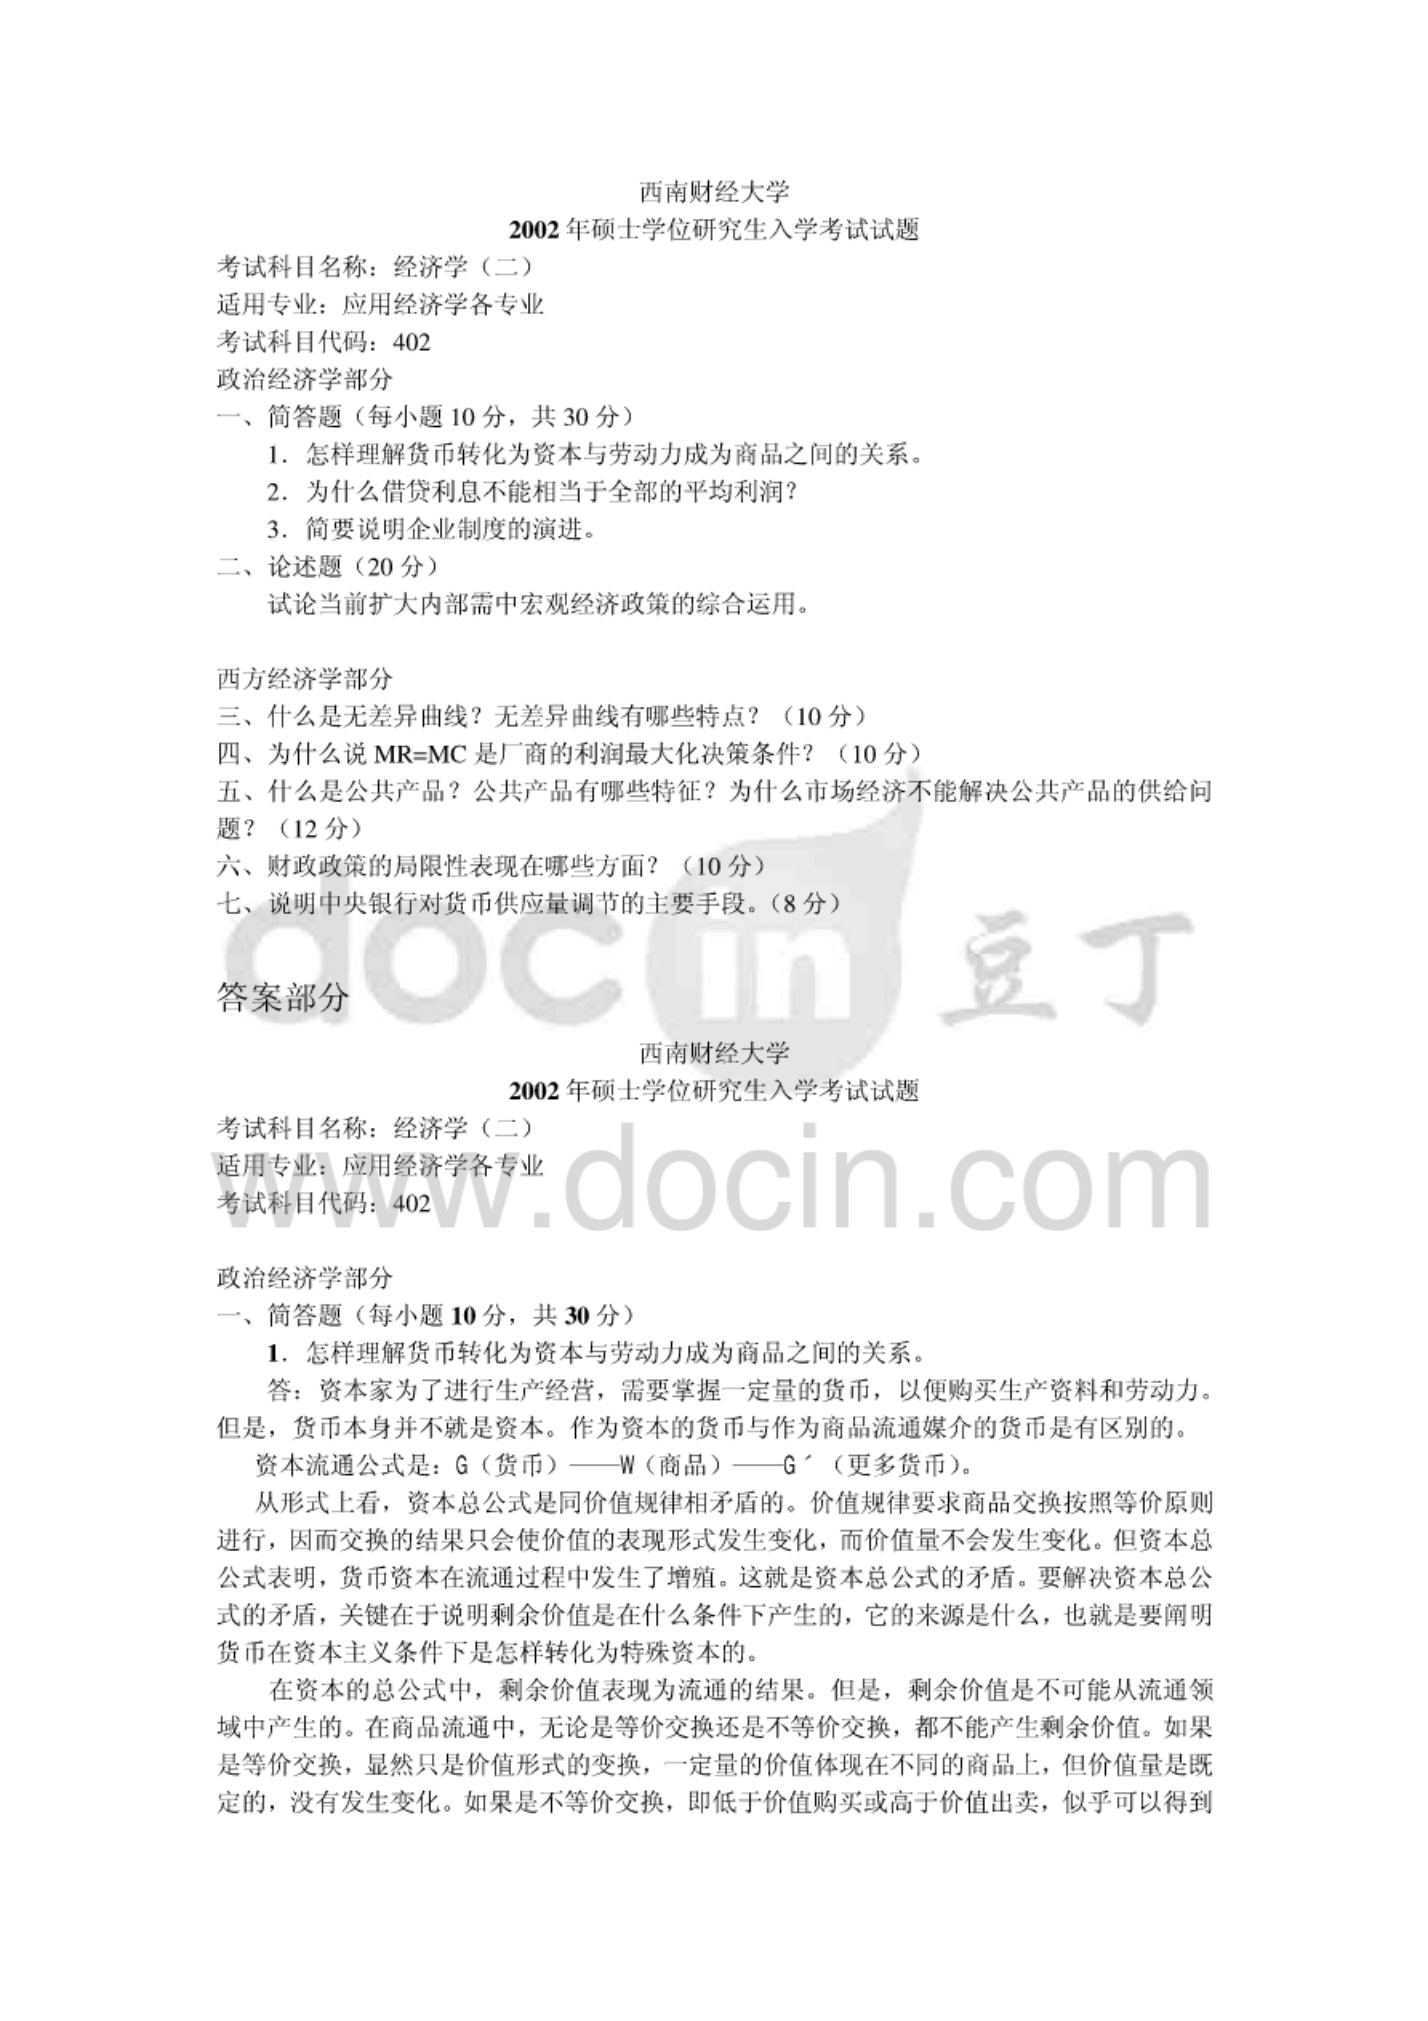 西南财经大学
2002 年硕士学位研究生入学考试试题
考试科目名称：经济学（二）
适用专业：应用经济学各专业
考试科目代码：402
政治经济学部分
一、简答题（每小题 10 分，共 30 分）
1．怎样理解货币转化为资本与劳动力成为商品之间的关系。
2．为什么借贷利息不能相当于全部的平均利润？
3．简要说明企业制度的演进。
二、论述题（20 分）
试论当前扩大内部需中宏观经济政策的综合运用。
西方经济学部分
三、什么是无差异曲线？无差异曲线有哪些特点？（10 分）
四、为什么说 MR=MC 是厂商的利润最大化决策条件？（10 分）
五、什么是公共产品？公共产品有哪些特征？为什么市场经济不能解决公共产品的供给问
题？（12 分）
六、财政政策的局限性表现在哪些方面？（10 分）
七、说明中央银行对货币供应量调节的主要手段。（8 分）
docin 豆丁
答案部分
西南财经大学
2002 年硕士学位研究生入学考试试题
考试科目名称：经济学（二）
适用专业：应用经济学各专业
www.docin.com
考试科目代码：402
政治经济学部分
一、简答题（每小题 10 分，共 30 分）
1．怎样理解货币转化为资本与劳动力成为商品之间的关系。
答：资本家为了进行生产经营，需要掌握一定量的货币，以便购买生产资料和劳动力。
但是，货币本身并不就是资本。作为资本的货币与作为商品流通媒介的货币是有区别的。
资本流通公式是：G（货币）——W（商品）——G´（更多货币）。
从形式上看，资本总公式是同价值规律相矛盾的。价值规律要求商品交换按照等价原则
进行，因而交换的结果只会使价值的表现形式发生变化，而价值量不会发生变化。但资本总
公式表明，货币资本在流通过程中发生了增殖。这就是资本总公式的矛盾。要解决资本总公
式的矛盾，关键在于说明剩余价值是在什么条件下产生的，它的来源是什么，也就是要阐明
货币在资本主义条件下是怎样转化为特殊资本的。
在资本的总公式中，剩余价值表现为流通的结果。但是，剩余价值是不可能从流通领
域中产生的。在商品流通中，无论是等价交换还是不等价交换，都不能产生剩余价值。如果
是等价交换，显然只是价值形式的变换，一定量的价值体现在不同的商品上，但价值量是既
定的，没有发生变化。如果是不等价交换，即低于价值购买或高于价值出卖，似乎可以得到